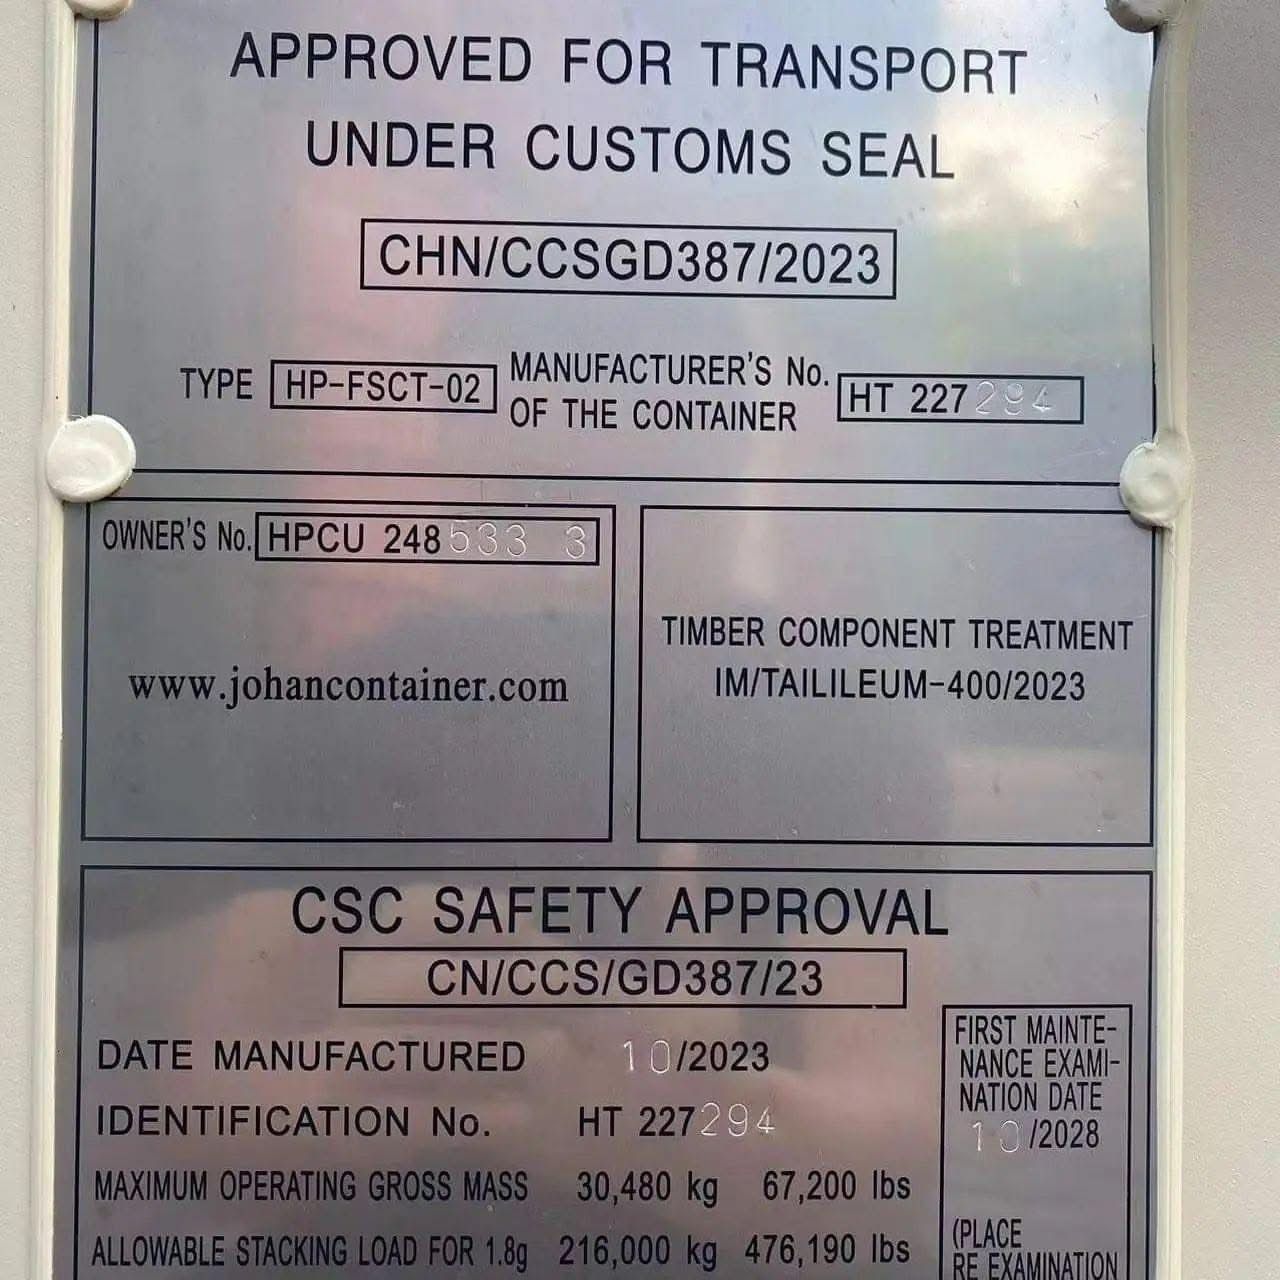 APPROVED FOR TRANSPORT
UNDER CUSTOMS SEAL
CHN/CCSGD387/2023
TYPE HP-FSCT-02 MANUFACTURER'S No. OF THE CONTAINER HT 227294
OWNER'S No. HPCU 248533 3
www.johancontainer.com
TIMBER COMPONENT TREATMENT
IM/TAILILEUM-400/2023
CSC SAFETY APPROVAL
CN/CCS/GD387/23
DATE MANUFACTURED 10/2023
IDENTIFICATION No. HT 227294
MAXIMUM OPERATING GROSS MASS 30,480 kg 67,200 lbs
ALLOWABLE STACKING LOAD FOR 1.8g 216,000 kg 476,190 lbs
FIRST MAINTE-
NANCE EXAMI-
NATION DATE
10/2028
(PLACE
RE EXAMINATION